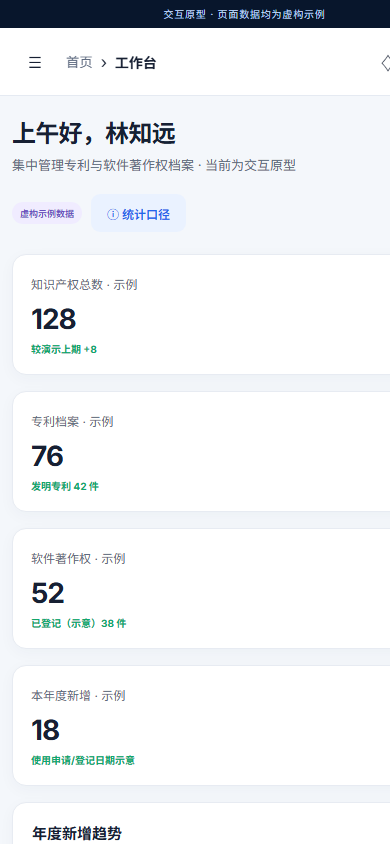 交互原型 · 页面数据均为虚构示例
首页 › 工作台
上午好，林知远
集中管理专利与软件著作权档案 · 当前为交互原型
虚构示例数据
ⓘ 统计口径
知识产权总数 · 示例
128
较演示上期 +8
专利档案 · 示例
76
发明专利 42 件
软件著作权 · 示例
52
已登记（示意）38 件
本年度新增 · 示例
18
使用申请/登记日期示意
年度新增趋势